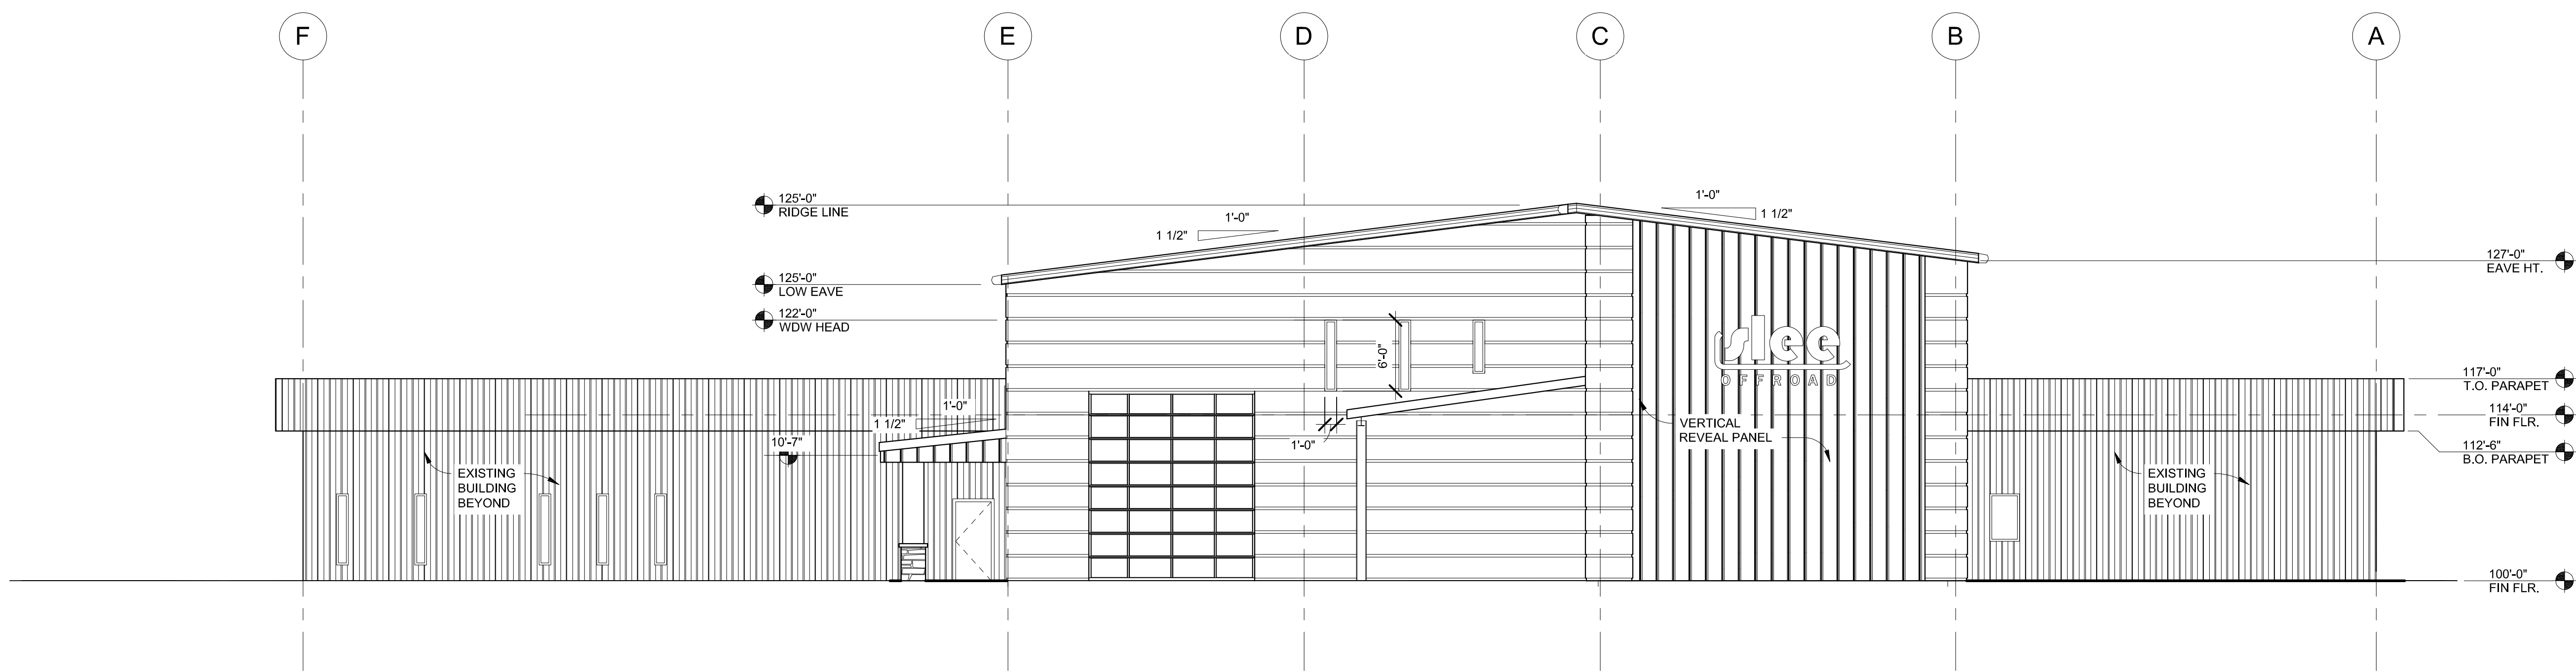 F
E
D
C
B
A
125'-0"
RIDGE LINE
1'-0"
1 1/2"
1'-0"
1 1/2"
127'-0"
EAVE HT.
125'-0"
LOW EAVE
122'-0"
WDW HEAD
6'-0"
slee
OFFROAD
117'-0"
T.O. PARAPET
114'-0"
FIN FLR.
112'-6"
B.O. PARAPET
1'-0"
1 1/2"
10'-7"
1'-0"
VERTICAL
REVEAL PANEL
EXISTING
BUILDING
BEYOND
EXISTING
BUILDING
BEYOND
100'-0"
FIN FLR.